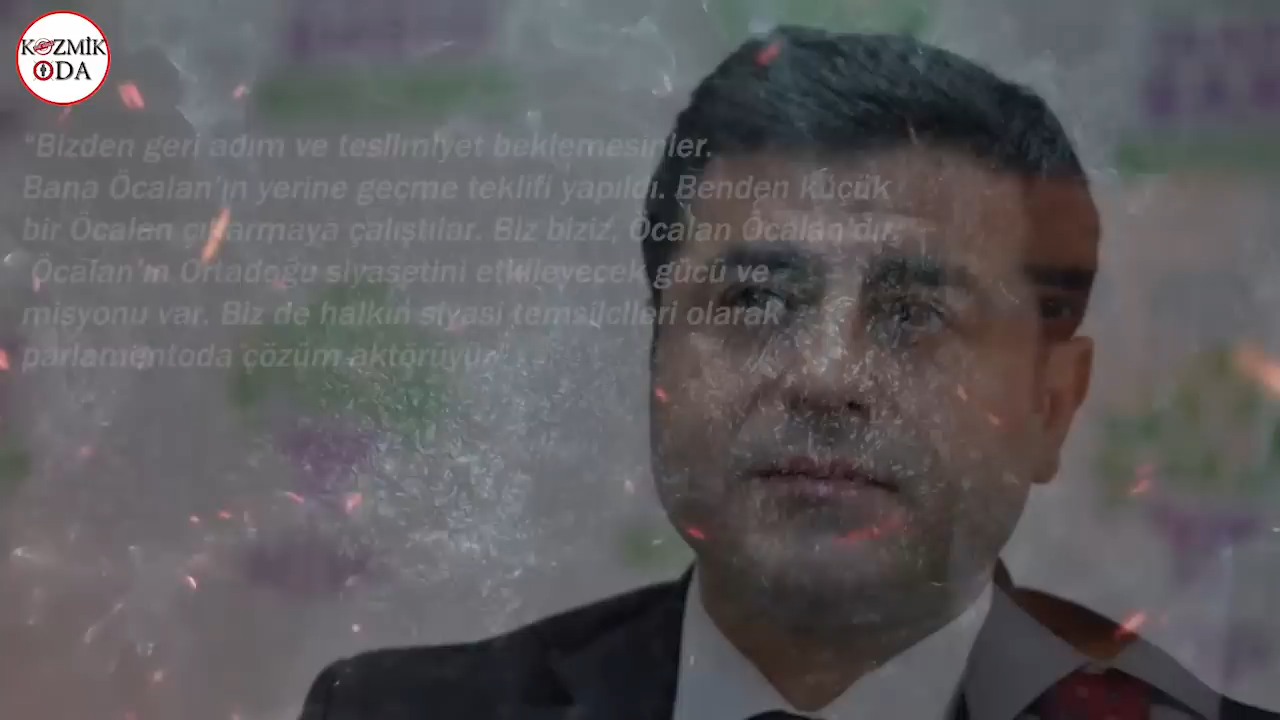 KOZMİK
ODA
"Bizden geri adım ve teslimiyet beklemesinler.
Bana Öcalan'ın yerine geçme teklifi yapıldı. Benden küçük
bir Öcalan çıkarmaya çalıştılar. Biz biziz, Öcalan Öcalan'dır.
Öcalan'ın Ortadoğu siyasetini etkileyecek gücü ve
misyonu var. Biz de halkın siyasi temsilcileri olarak
parlamentoda çözüm aktörüyüz